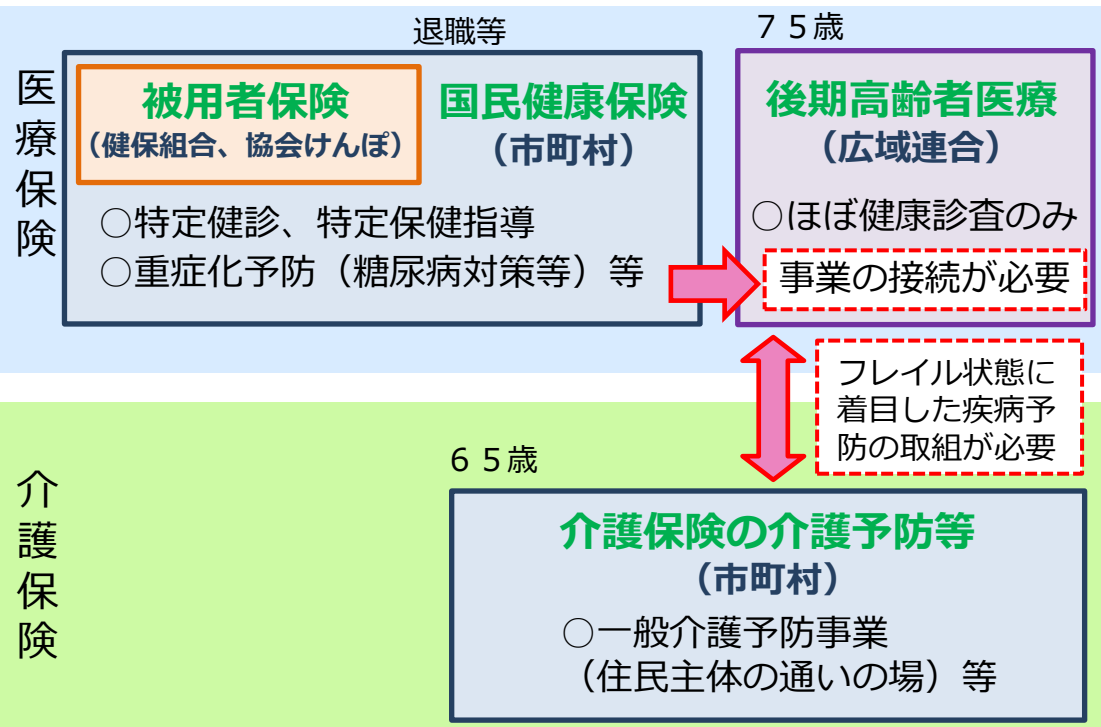 退職等
７５歳
医療保険
被用者保険
（健保組合、協会けんぽ）
国民健康保険
（市町村）
○特定健診、特定保健指導
○重症化予防（糖尿病対策等）等
後期高齢者医療
（広域連合）
○ほぼ健康診査のみ
事業の接続が必要
フレイル状態に
着目した疾病予
防の取組が必要
介護保険
６５歳
介護保険の介護予防等
（市町村）
○一般介護予防事業
（住民主体の通いの場）等